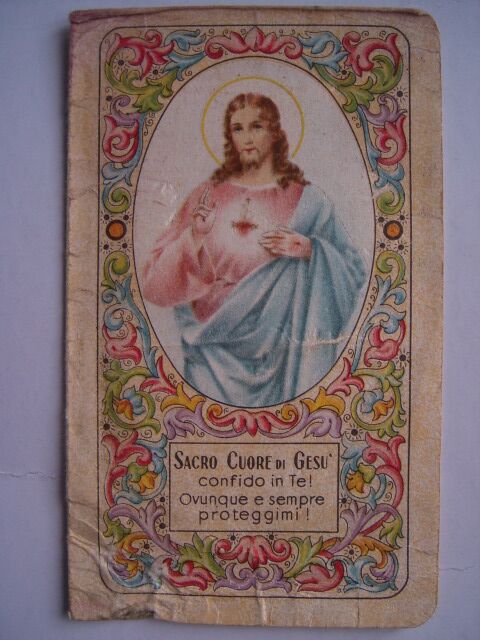 SACRO CUORE DI GESU'
confido in Te!
Ovunque e sempre
proteggimi!